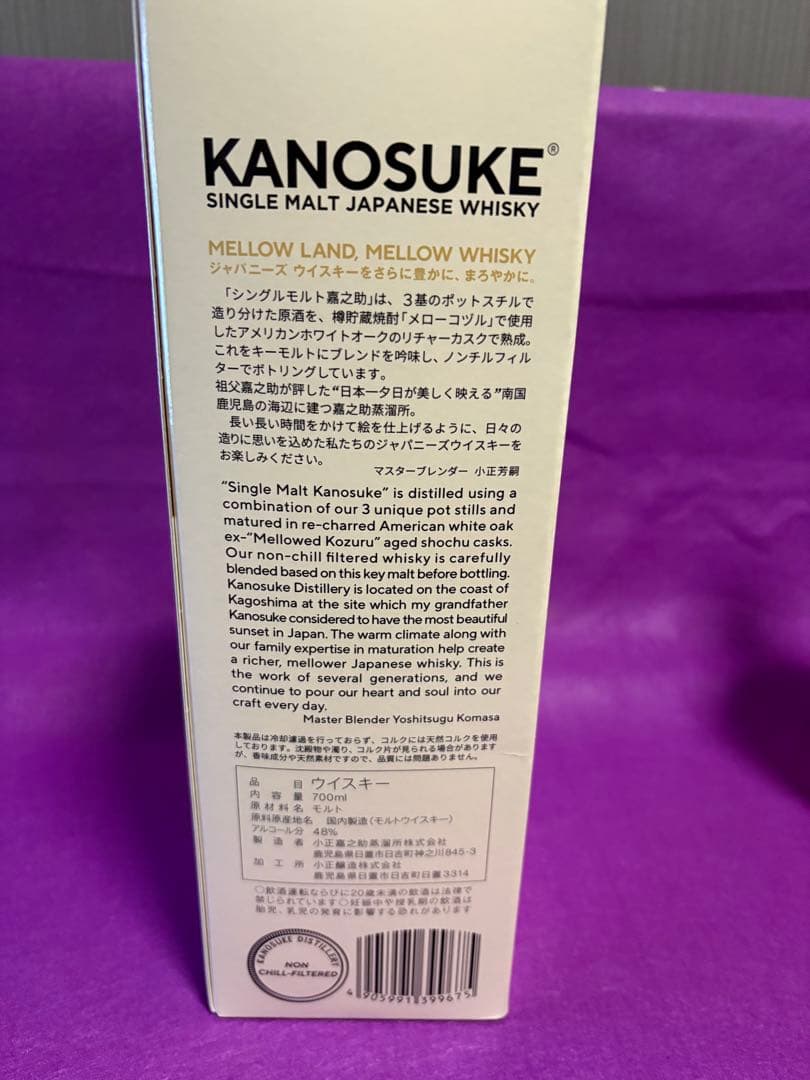 KANOSUKE®
SINGLE MALT JAPANESE WHISKY
MELLOW LAND, MELLOW WHISKY
ジャパニーズ ウイスキーをさらに豊かに、まろやかに。
「シングルモルト嘉之助」は、3基のポットスチルで
造り分けた原酒を、樽貯蔵焼酎「メローコヅル」で使用
したアメリカンホワイトオークのリチャーカスクで熟成。
これをキーモルトにブレンドを吟味し、ノンチルフィル
ターでボトリングしています。
祖父嘉之助が評した“日本一夕日が美しく映える”南国
鹿児島の海辺に建つ嘉之助蒸溜所。
長い長い時間をかけて絵を仕上げるように、日々の
造りに思いを込めた私たちのジャパニーズウイスキーを
お楽しみください。
マスターブレンダー 小正芳嗣
“Single Malt Kanosuke” is distilled using a
combination of our 3 unique pot stills and
matured in re-charred American white oak
ex-“Mellowed Kozuru” aged shochu casks.
Our non-chill filtered whisky is carefully
blended based on this key malt before bottling.
Kanosuke Distillery is located on the coast of
Kagoshima at the site which my grandfather
Kanosuke considered to have the most beautiful
sunset in Japan. The warm climate along with
our family expertise in maturation help create
a richer, mellower Japanese whisky. This is
the work of several generations, and we
continue to pour our heart and soul into our
craft every day.
Master Blender Yoshitsugu Komasa
本製品は冷却濾過を行っておらず、コルクには天然コルクを使用
しております。沈殿物や濁り、コルク片が見られる場合があります
が、香味成分や天然素材ですので、品質には問題ありません。
品目 ウイスキー
内容量 700ml
原材料名 モルト
原料原産地名 国内製造(モルトウイスキー)
アルコール分 48%
製造者 小正嘉之助蒸溜所株式会社
鹿児島県日置市日吉町神之川845-3
加工所 小正醸造株式会社
鹿児島県日置市日吉町日置3314
○飲酒運転ならびに20歳未満の飲酒は法律で
禁じられています○妊娠中や授乳期の飲酒は
胎児、乳児の発育に影響する恐れがあります
KANOSUKE DISTILLERY
NON
CHILL-FILTERED
4 905991 839967 5